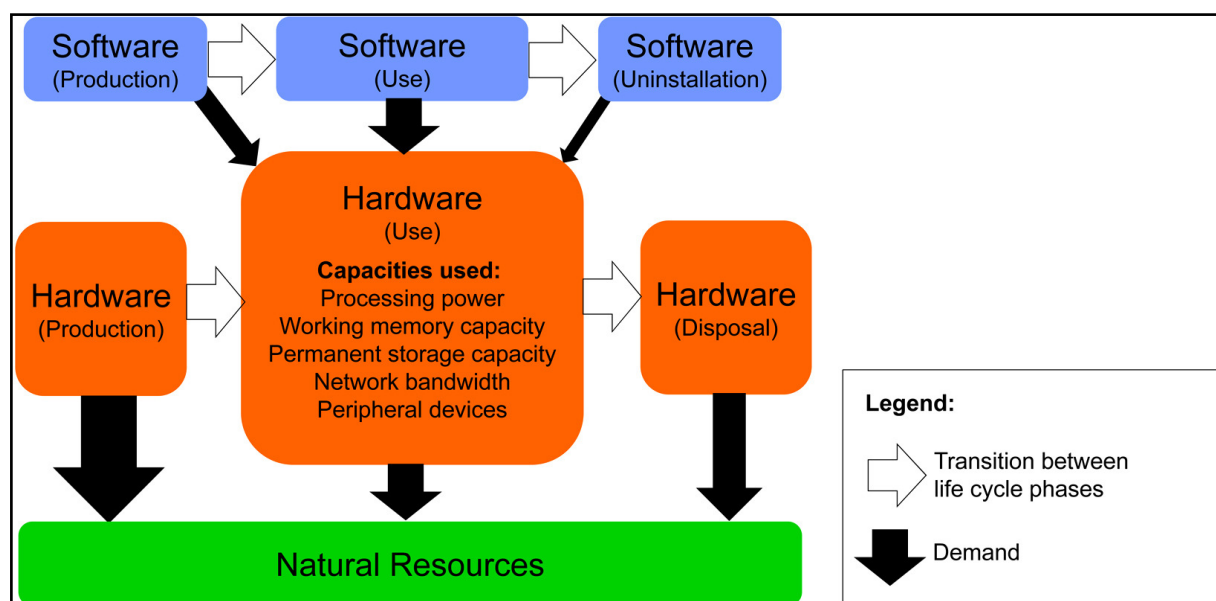 Software
(Production)
Software
(Use)
Software
(Uninstallation)
Hardware
(Production)
Hardware
(Use)
Capacities used:
Processing power
Working memory capacity
Permanent storage capacity
Network bandwidth
Peripheral devices
Hardware
(Disposal)
Natural Resources
Legend:
Transition between
life cycle phases
Demand